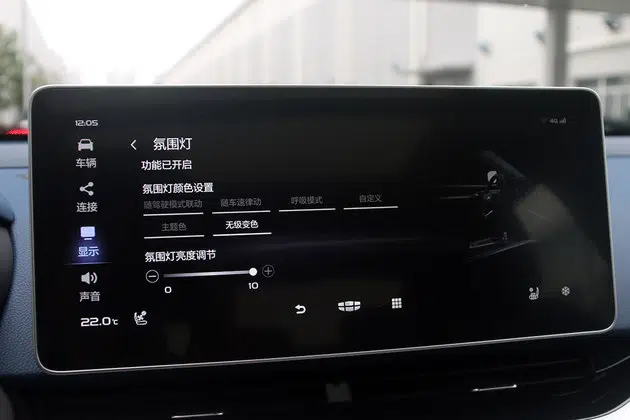 12:05
4G
氛围灯
功能已开启
车辆
氛围灯颜色设置
连接
随驾驶模式联动 随车速律动 呼吸模式 自定义
主题色 无级变色
显示
氛围灯亮度调节
0 10
声音
22.0℃